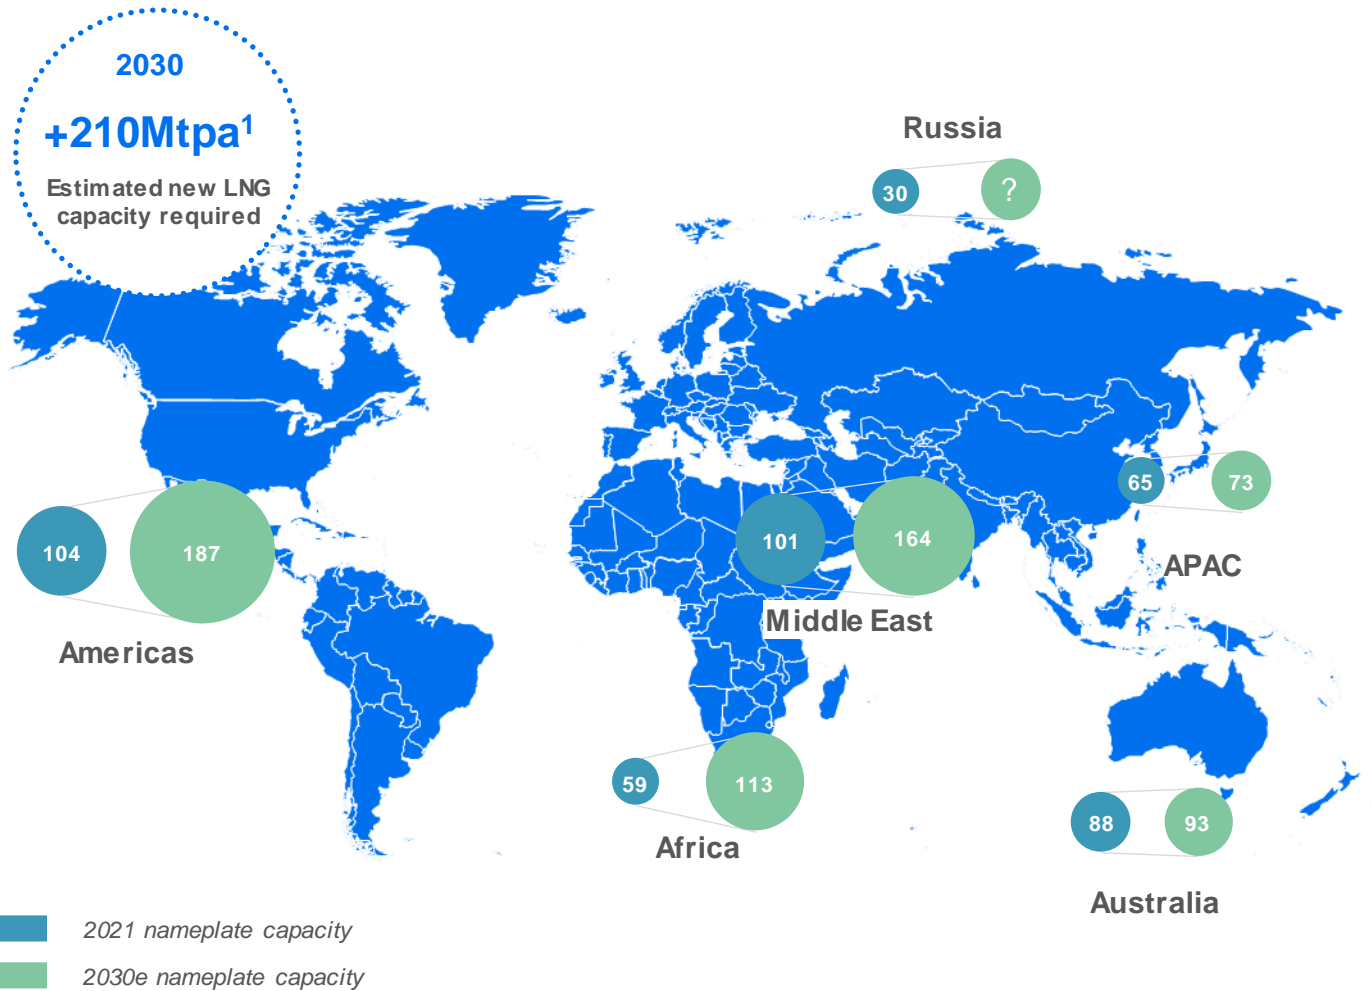 2030
+210Mtpa¹
Estimated new LNG
capacity required
Russia
30
?
65
73
APAC
104
187
Americas
101
164
Middle East
59
113
Africa
88
93
Australia
2021 nameplate capacity
2030e nameplate capacity